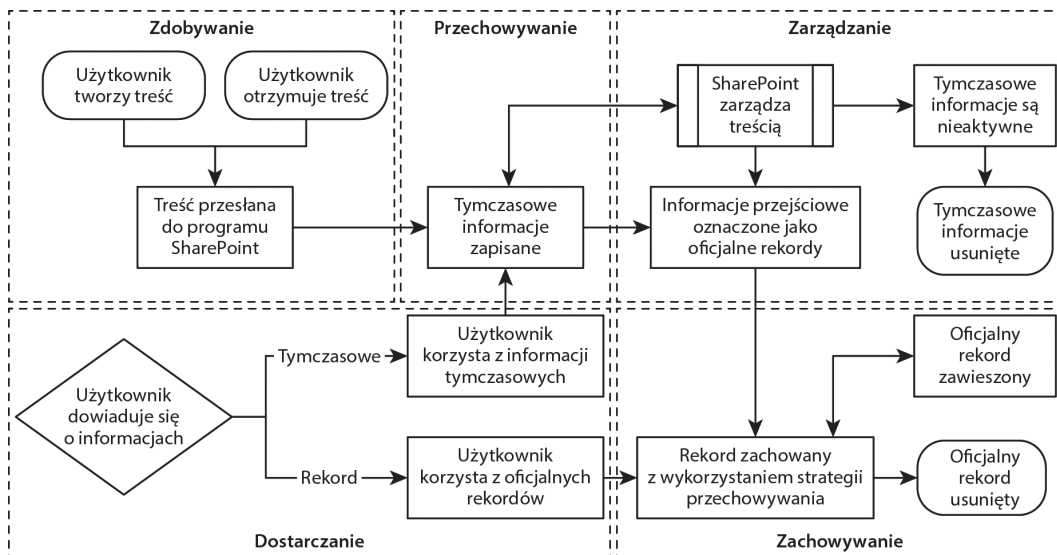 Zdobywanie
Użytkownik
tworzy treść
Użytkownik
otrzymuje treść
Treść przesłana
do programu
SharePoint
Przechowywanie
Tymczasowe
informacje
zapisane
Zarządzanie
SharePoint
zarządza
treścią
Tymczasowe
informacje są
nieaktywne
Informacje przejściowe
oznaczone jako
oficjalne rekordy
Tymczasowe
informacje
usunięte
Użytkownik
dowiaduje się
o informacjach
Tymczasowe
Użytkownik
korzysta z informacji
tymczasowych
Rekord
Użytkownik
korzysta z oficjalnych
rekordów
Dostarczanie
Oficjalny
rekord
zawieszony
Rekord zachowany
z wykorzystaniem strategii
przechowywania
Oficjalny
rekord
usunięty
Zachowywanie